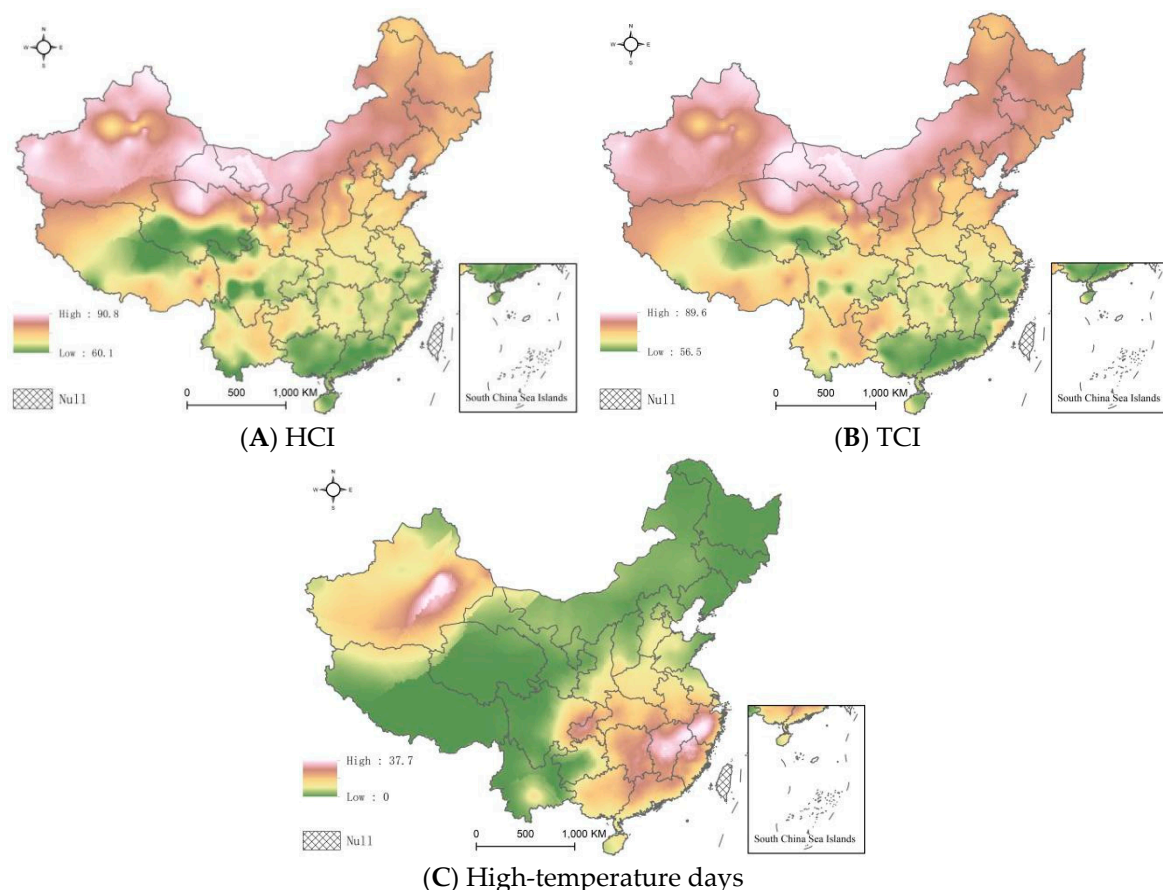 N
W E
S
High : 90.8
Low : 60.1
Null
0 500 1,000 KM
South China Sea Islands
(A) HCI
N
W E
S
High : 89.6
Low : 56.5
Null
0 500 1,000 KM
South China Sea Islands
(B) TCI
N
W E
S
High : 37.7
Low : 0
Null
0 500 1,000 KM
South China Sea Islands
(C) High-temperature days